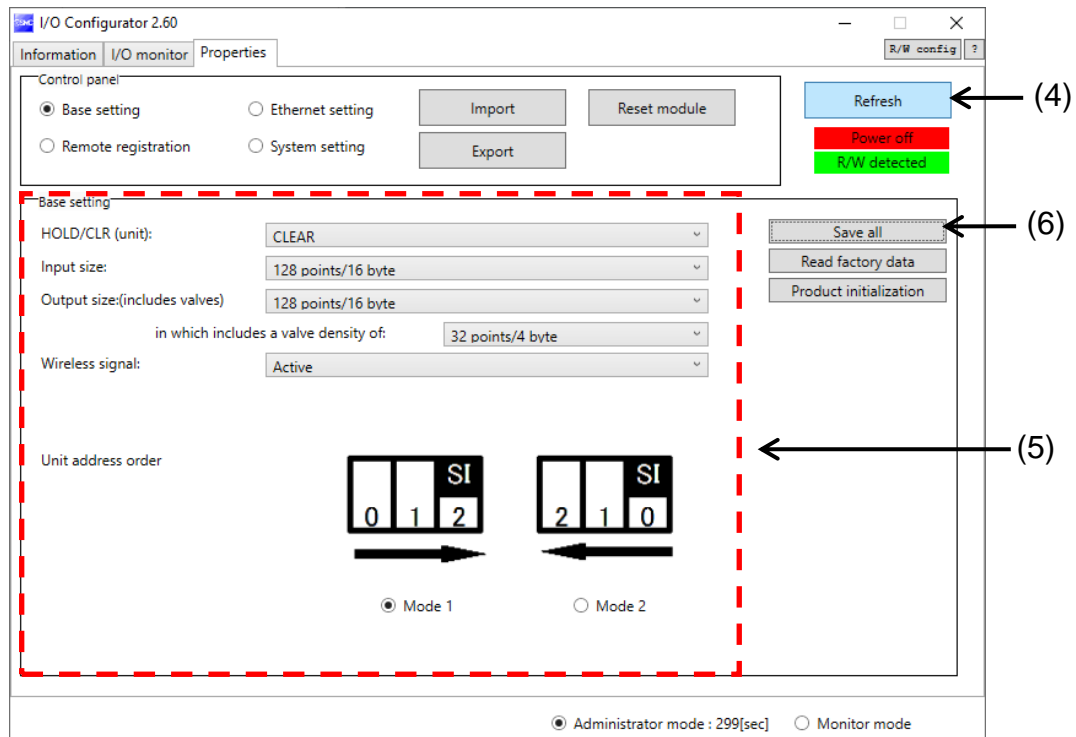 SMC I/O Configurator 2.60
Information I/O monitor Properties R/W config ?
Control panel
Base setting Ethernet setting Import Reset module Refresh (4)
Remote registration System setting Export Power off
R/W detected
Base setting
HOLD/CLR (unit): CLEAR Save all (6)
Input size: 128 points/16 byte Read factory data
Output size:(includes valves) 128 points/16 byte Product initialization
in which includes a valve density of: 32 points/4 byte
Wireless signal: Active
(5)
Unit address order SI SI
0 1 2 2 1 0
Mode 1 Mode 2
Administrator mode : 299[sec] Monitor mode